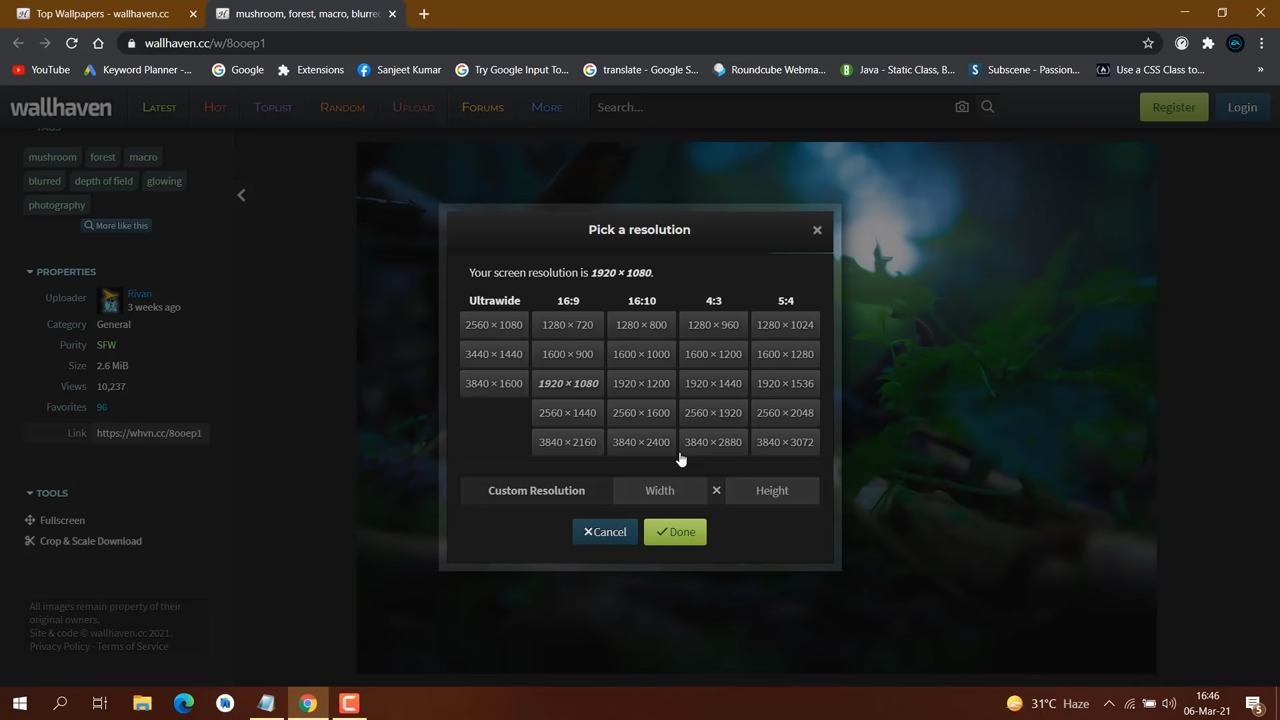 Top Wallpapers - wallhaven.cc
mushroom, forest, macro, blurred
wallhaven.cc/w/8ooep1
YouTube
Keyword Planner -...
Google
Extensions
Sanjeet Kumar
Try Google Input To...
translate - Google S...
Roundcube Webma...
Java - Static Class, B...
Subscene - Passion...
Use a CSS Class to...
»
wallhaven
LATEST
HOT
TOPLIST
RANDOM
UPLOAD
FORUMS
MORE
Search...
Register
Login
TAGS
mushroom forest macro
blurred depth of field glowing
photography
More like this
PROPERTIES
Uploader Rivan
3 weeks ago
Category General
Purity SFW
Size 2.6 MiB
Views 10,237
Favorites 96
Link https://whvn.cc/8ooep1
TOOLS
Fullscreen
Crop & Scale Download
All images remain property of their
original owners.
Site & code © wallhaven.cc 2021.
Privacy Policy - Terms of Service
Pick a resolution
Your screen resolution is 1920 × 1080.
Ultrawide 16:9 16:10 4:3 5:4
2560 × 1080 1280 × 720 1280 × 800 1280 × 960 1280 × 1024
3440 × 1440 1600 × 900 1600 × 1000 1600 × 1200 1600 × 1280
3840 × 1600 1920 × 1080 1920 × 1200 1920 × 1440 1920 × 1536
2560 × 1440 2560 × 1600 2560 × 1920 2560 × 2048
3840 × 2160 3840 × 2400 3840 × 2880 3840 × 3072
Custom Resolution Width × Height
Cancel
Done
31°C Haze
16:46
06-Mar-21
5